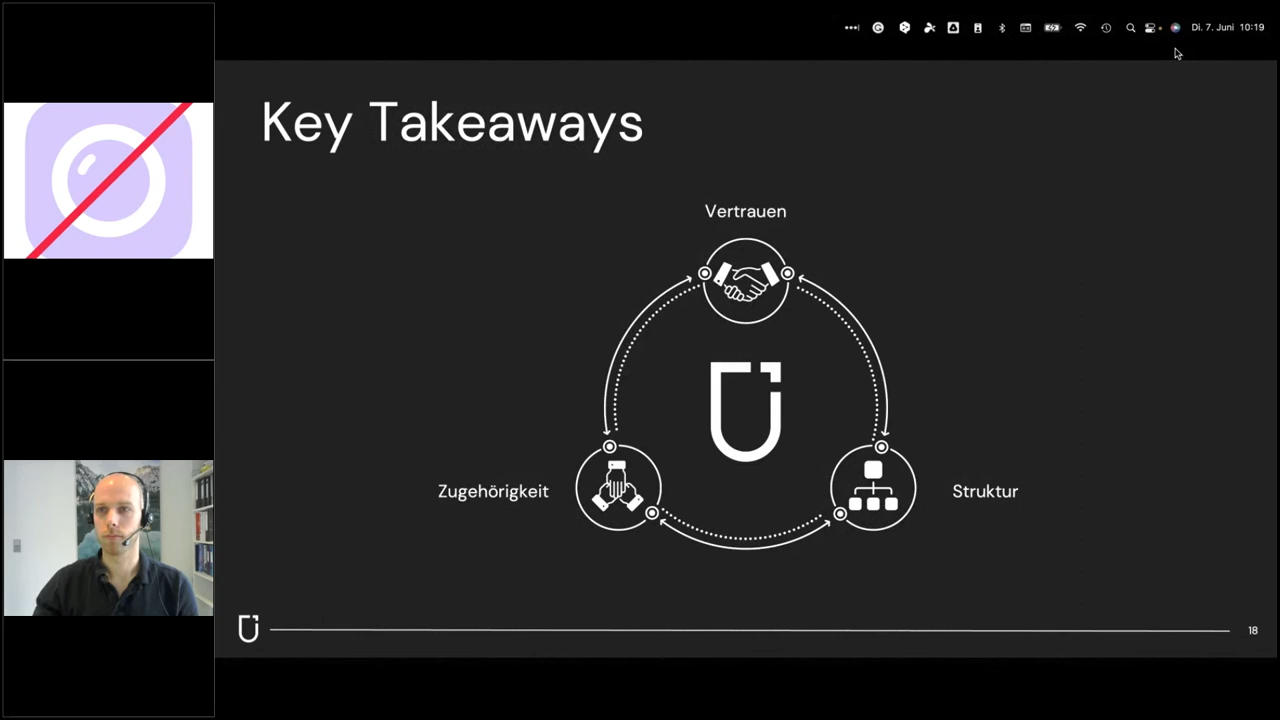 Di. 7. Juni 10:19
Key Takeaways
Vertrauen
Zugehörigkeit
Struktur
18